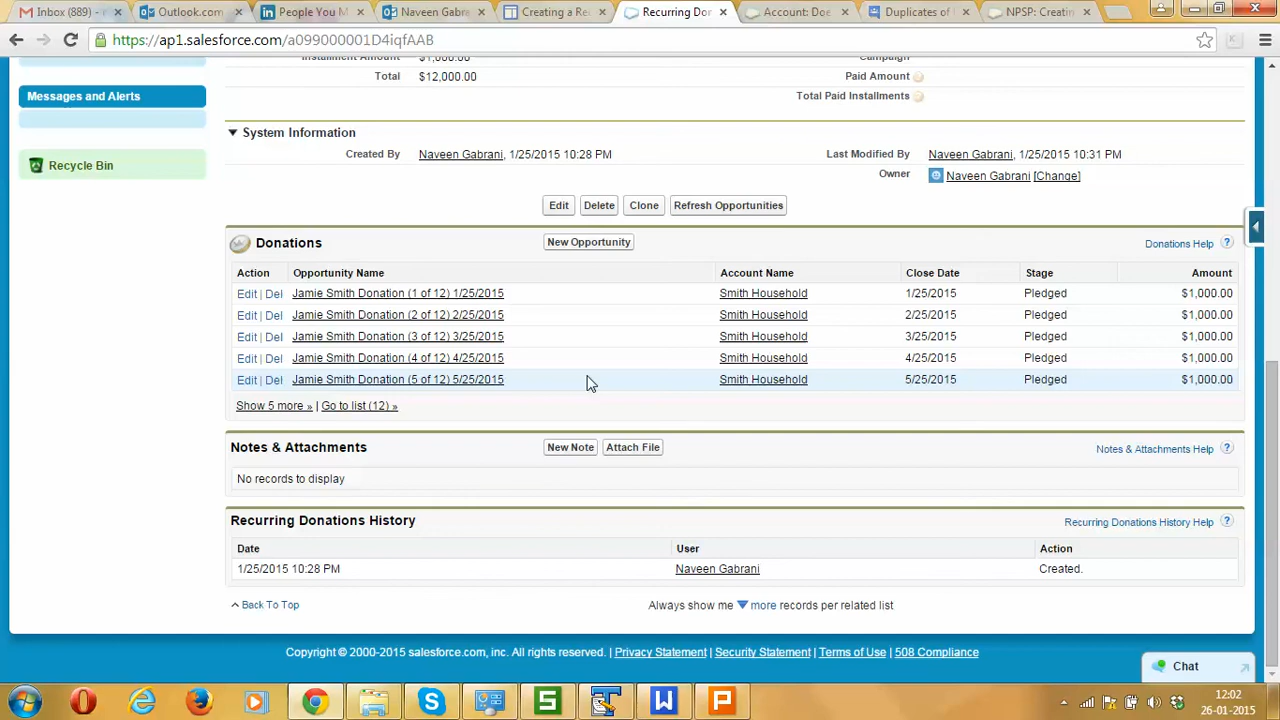 Inbox (889) -
Outlook.com
People You M
Naveen Gabra
Creating a Re
Recurring Don
Account: Doe
Duplicates of
NPSP: Creatin
https://ap1.salesforce.com/a099000001D4iqfAAB
Installment Amount $1,000.00 Campaign
Total $12,000.00 Paid Amount
Messages and Alerts
Total Paid Installments
System Information
Recycle Bin
Created By Naveen Gabrani, 1/25/2015 10:28 PM Last Modified By Naveen Gabrani, 1/25/2015 10:31 PM
Owner Naveen Gabrani [Change]
Edit Delete Clone Refresh Opportunities
Donations New Opportunity Donations Help ?
Action Opportunity Name Account Name Close Date Stage Amount
Edit | Del Jamie Smith Donation (1 of 12) 1/25/2015 Smith Household 1/25/2015 Pledged $1,000.00
Edit | Del Jamie Smith Donation (2 of 12) 2/25/2015 Smith Household 2/25/2015 Pledged $1,000.00
Edit | Del Jamie Smith Donation (3 of 12) 3/25/2015 Smith Household 3/25/2015 Pledged $1,000.00
Edit | Del Jamie Smith Donation (4 of 12) 4/25/2015 Smith Household 4/25/2015 Pledged $1,000.00
Edit | Del Jamie Smith Donation (5 of 12) 5/25/2015 Smith Household 5/25/2015 Pledged $1,000.00
Show 5 more » | Go to list (12) »
Notes & Attachments New Note Attach File Notes & Attachments Help ?
No records to display
Recurring Donations History Recurring Donations History Help ?
Date User Action
1/25/2015 10:28 PM Naveen Gabrani Created.
Back To Top Always show me more records per related list
Copyright © 2000-2015 salesforce.com, inc. All rights reserved. | Privacy Statement | Security Statement | Terms of Use | 508 Compliance
Chat
S W P
12:02
26-01-2015